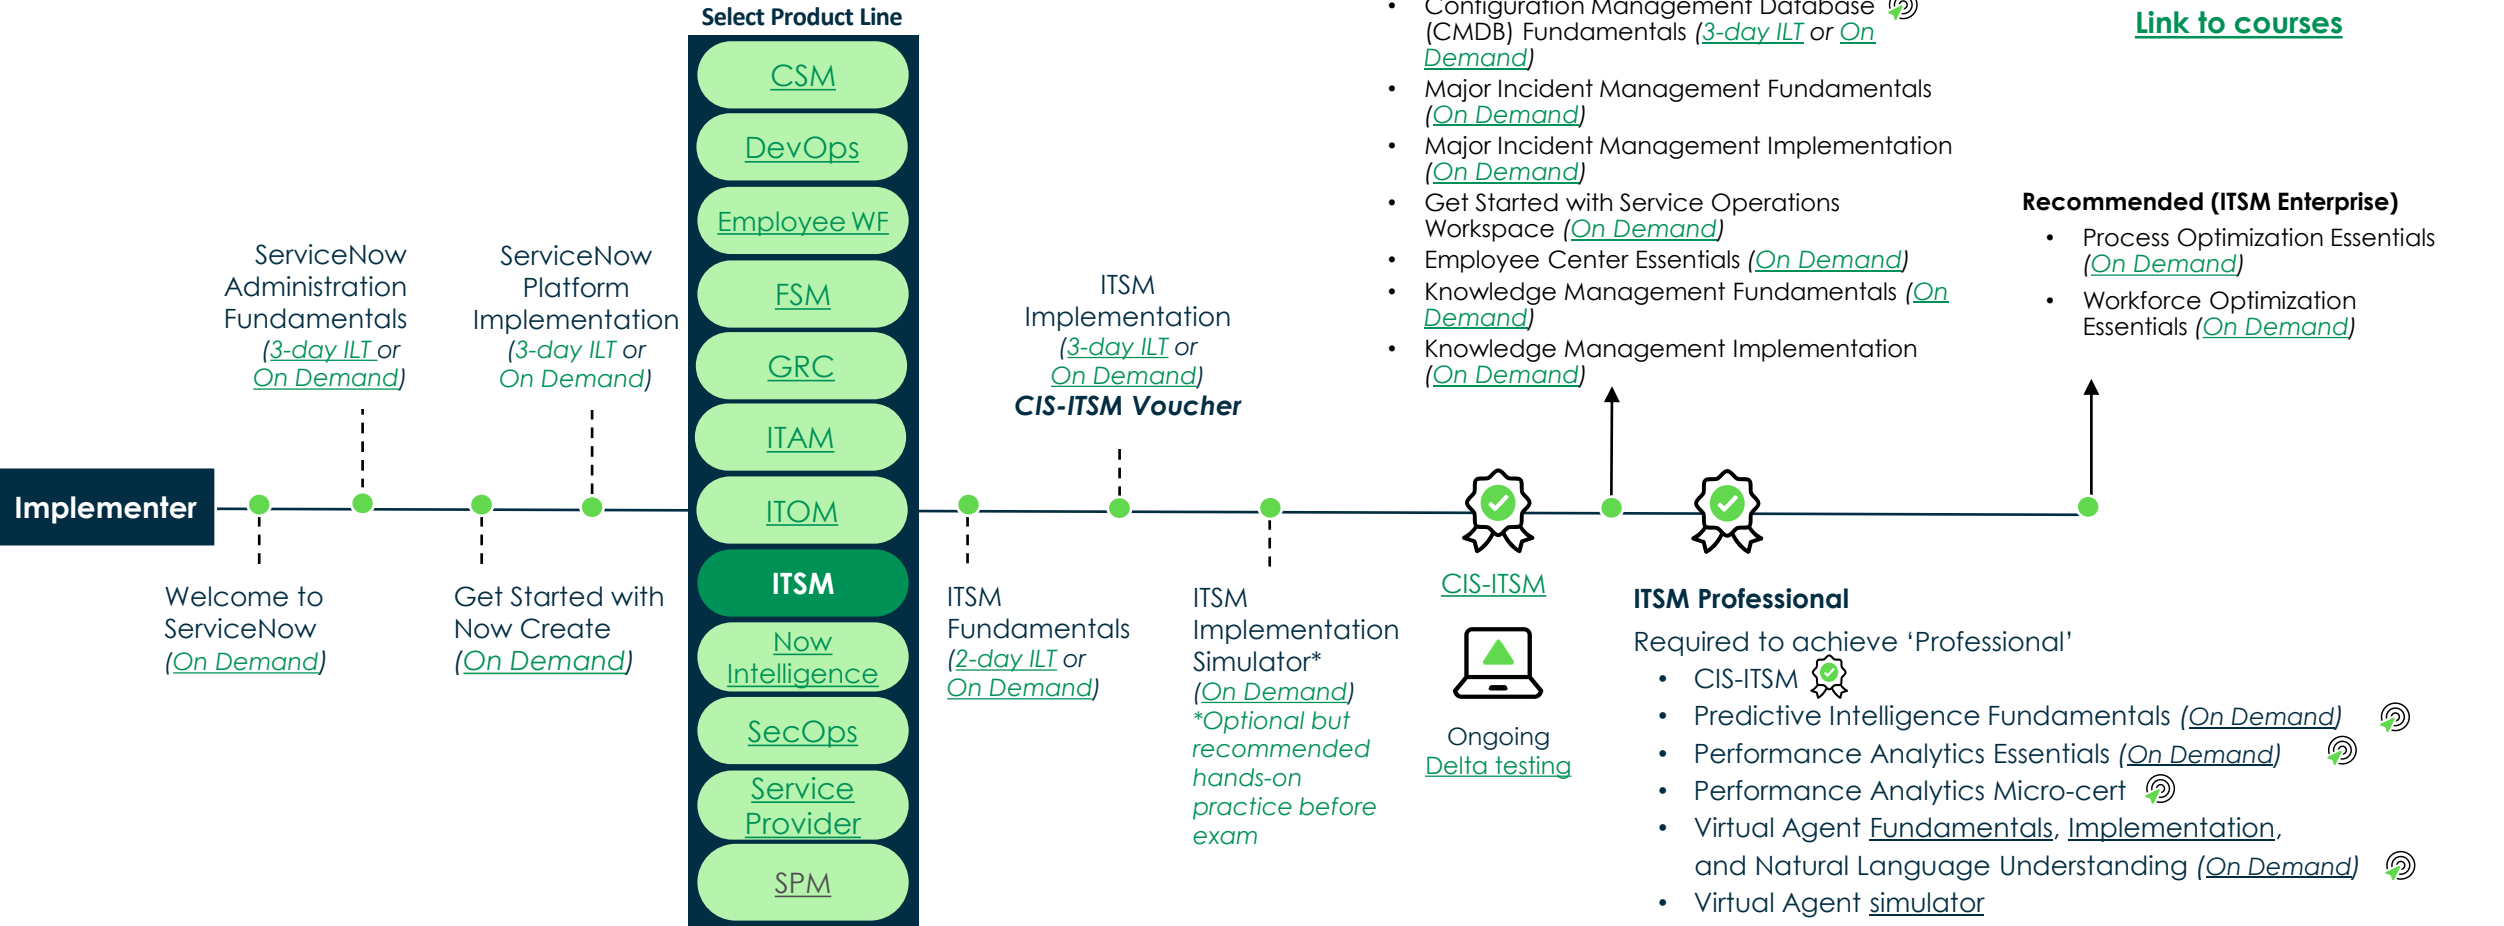 Select Product Line
CSM
DevOps
Employee WF
FSM
GRC
ITAM
ITOM
ITSM
Now
Intelligence
SecOps
Service
Provider
SPM
Implementer
Welcome to
ServiceNow
(On Demand)
ServiceNow
Administration
Fundamentals
(3-day ILT or
On Demand)
Get Started with
Now Create
(On Demand)
ServiceNow
Platform
Implementation
(3-day ILT or
On Demand)
ITSM
Fundamentals
(2-day ILT or
On Demand)
ITSM
Implementation
(3-day ILT or
On Demand)
CIS-ITSM Voucher
ITSM
Implementation
Simulator*
(On Demand)
*Optional but
recommended
hands-on
practice before
exam
CIS-ITSM
Ongoing
Delta testing
• Configuration Management Database
(CMDB) Fundamentals (3-day ILT or On
Demand)
• Major Incident Management Fundamentals
(On Demand)
• Major Incident Management Implementation
(On Demand)
• Get Started with Service Operations
Workspace (On Demand)
• Employee Center Essentials (On Demand)
• Knowledge Management Fundamentals (On
Demand)
• Knowledge Management Implementation
(On Demand)
ITSM Professional
Required to achieve ‘Professional’
• CIS-ITSM
• Predictive Intelligence Fundamentals (On Demand)
• Performance Analytics Essentials (On Demand)
• Performance Analytics Micro-cert
• Virtual Agent Fundamentals, Implementation,
and Natural Language Understanding (On Demand)
• Virtual Agent simulator
Link to courses
Recommended (ITSM Enterprise)
• Process Optimization Essentials
(On Demand)
• Workforce Optimization
Essentials (On Demand)